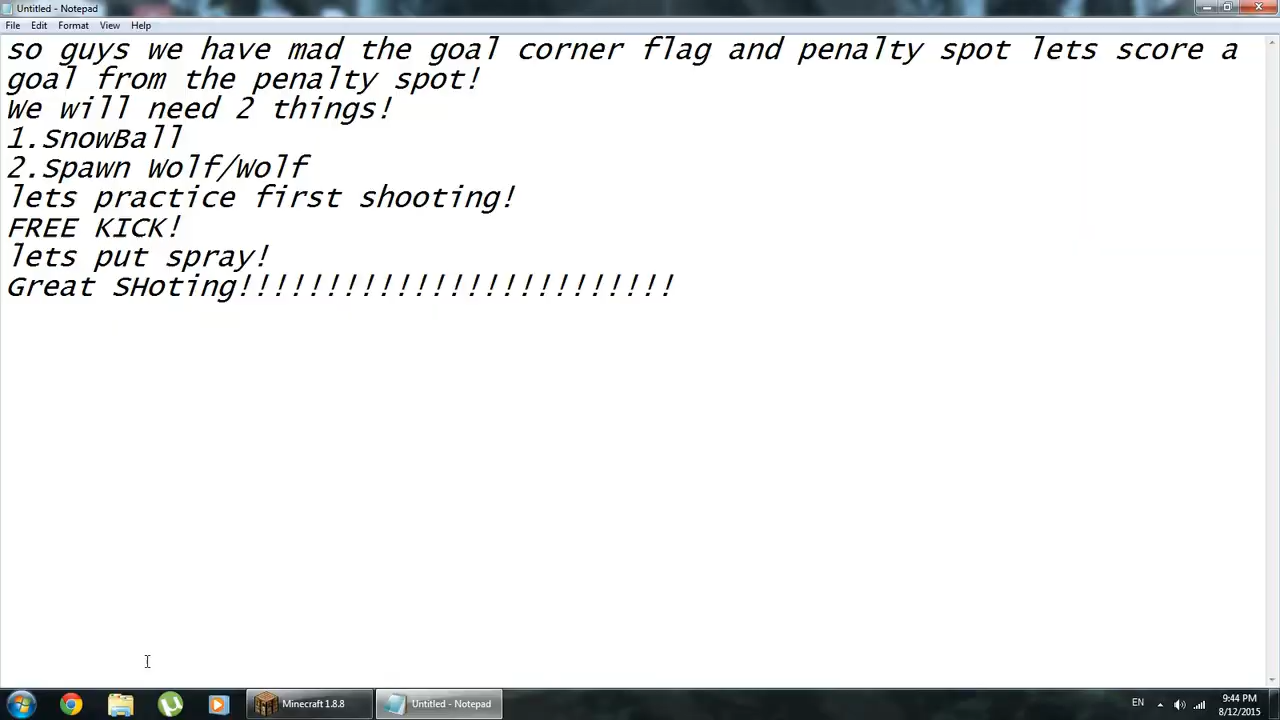 Untitled - Notepad
File Edit Format View Help
so guys we have mad the goal corner flag and penalty spot lets score a
goal from the penalty spot!
We will need 2 things!
1.SnowBall
2.Spawn Wolf/Wolf
lets practice first shooting!
FREE KICK!
lets put spray!
Great SHoting!!!!!!!!!!!!!!!!!!!!!!!!!
Minecraft 1.8.8
Untitled - Notepad
EN
9:44 PM
8/12/2015